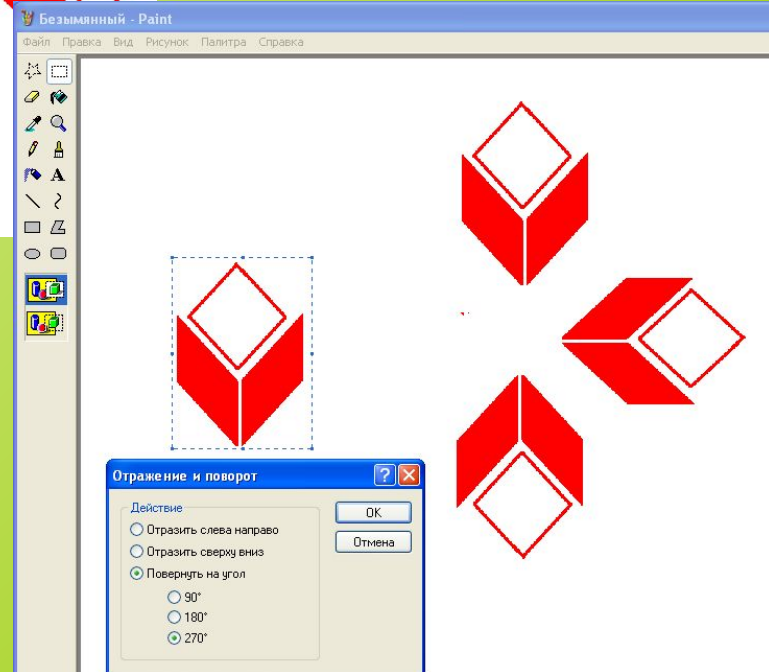 Безымянный - Paint
Файл Правка Вид Рисунок Палитра Справка
A
Отражение и поворот
Действие
Отразить слева направо
Отразить сверху вниз
Повернуть на угол
90°
180°
270°
ОК
Отмена